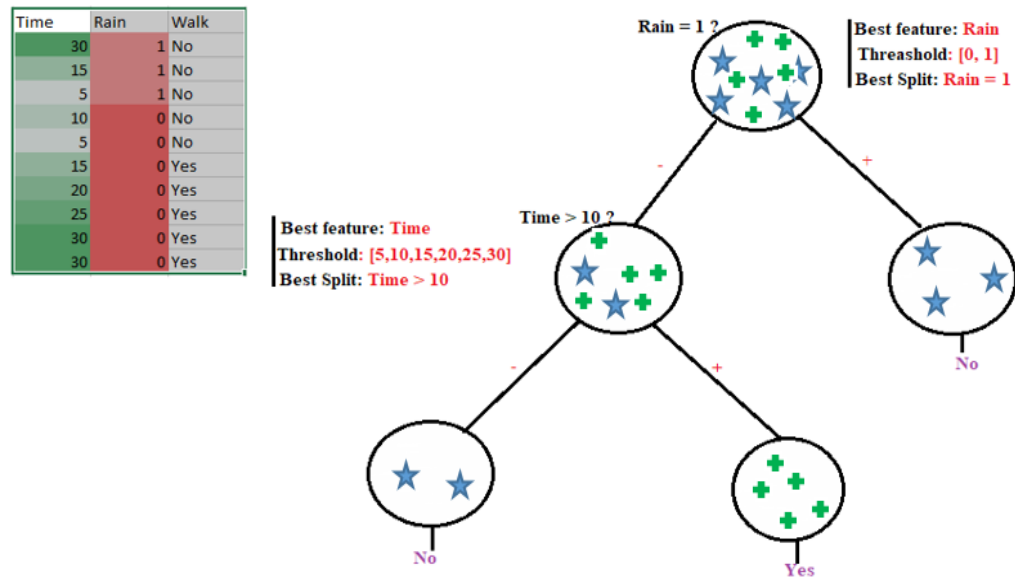 Time Rain Walk
30 1 No
15 1 No
5 1 No
10 0 No
5 0 No
15 0 Yes
20 0 Yes
25 0 Yes
30 0 Yes
30 0 Yes
Rain = 1 ?
Best feature: Rain
Threashold: [0, 1]
Best Split: Rain = 1
-
+
Time > 10 ?
Best feature: Time
Threshold: [5,10,15,20,25,30]
Best Split: Time > 10
No
-
+
No
Yes